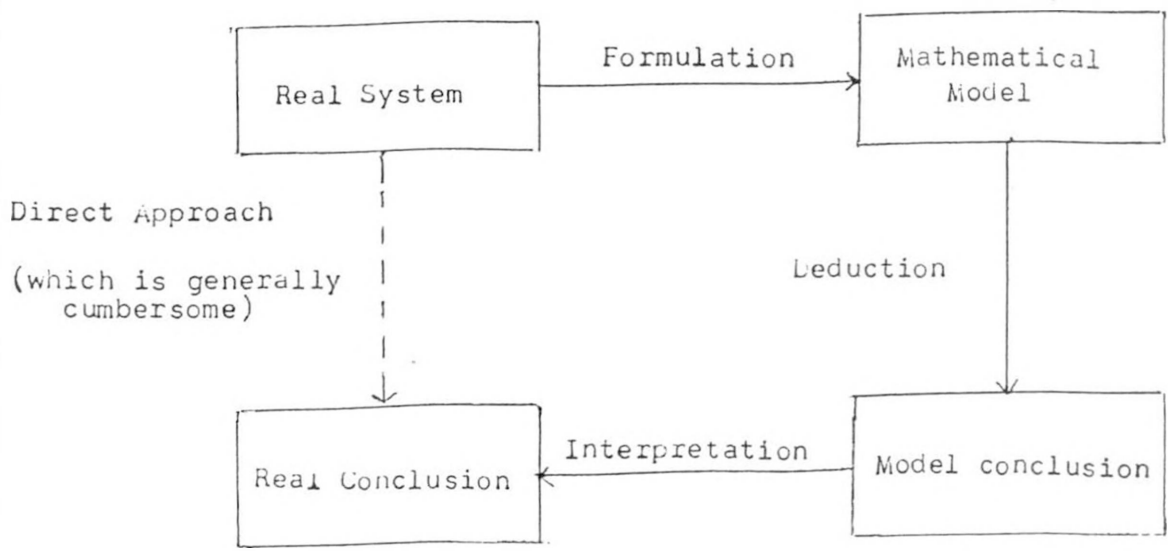 Real System
Formulation
Mathematical
Model
Direct Approach
(which is generally
cumbersome)
Deduction
Real Conclusion
Interpretation
Model conclusion